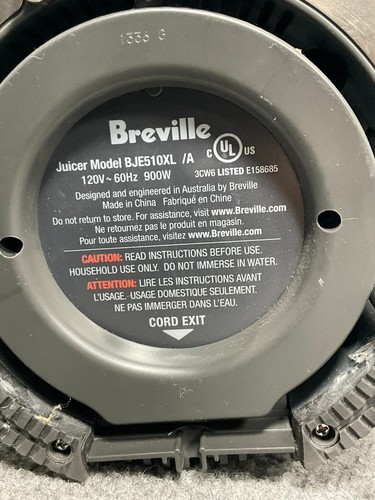 1336 G
Breville
Juicer Model BJE510XL /A
120V~60Hz 900W
C UL US
3CW6 LISTED E158685
Designed and engineered in Australia by Breville
Made in China Fabriqué en Chine
Do not return to store. For assistance, visit www.Breville.com
Ne retournez pas le produit en magasin.
Pour toute assistance, visitez www.Breville.com
CAUTION: READ INSTRUCTIONS BEFORE USE.
HOUSEHOLD USE ONLY. DO NOT IMMERSE IN WATER.
ATTENTION: LIRE LES INSTRUCTIONS AVANT
L'USAGE. USAGE DOMESTIQUE SEULEMENT.
NE PAS IMMERGER DANS L'EAU.
CORD EXIT